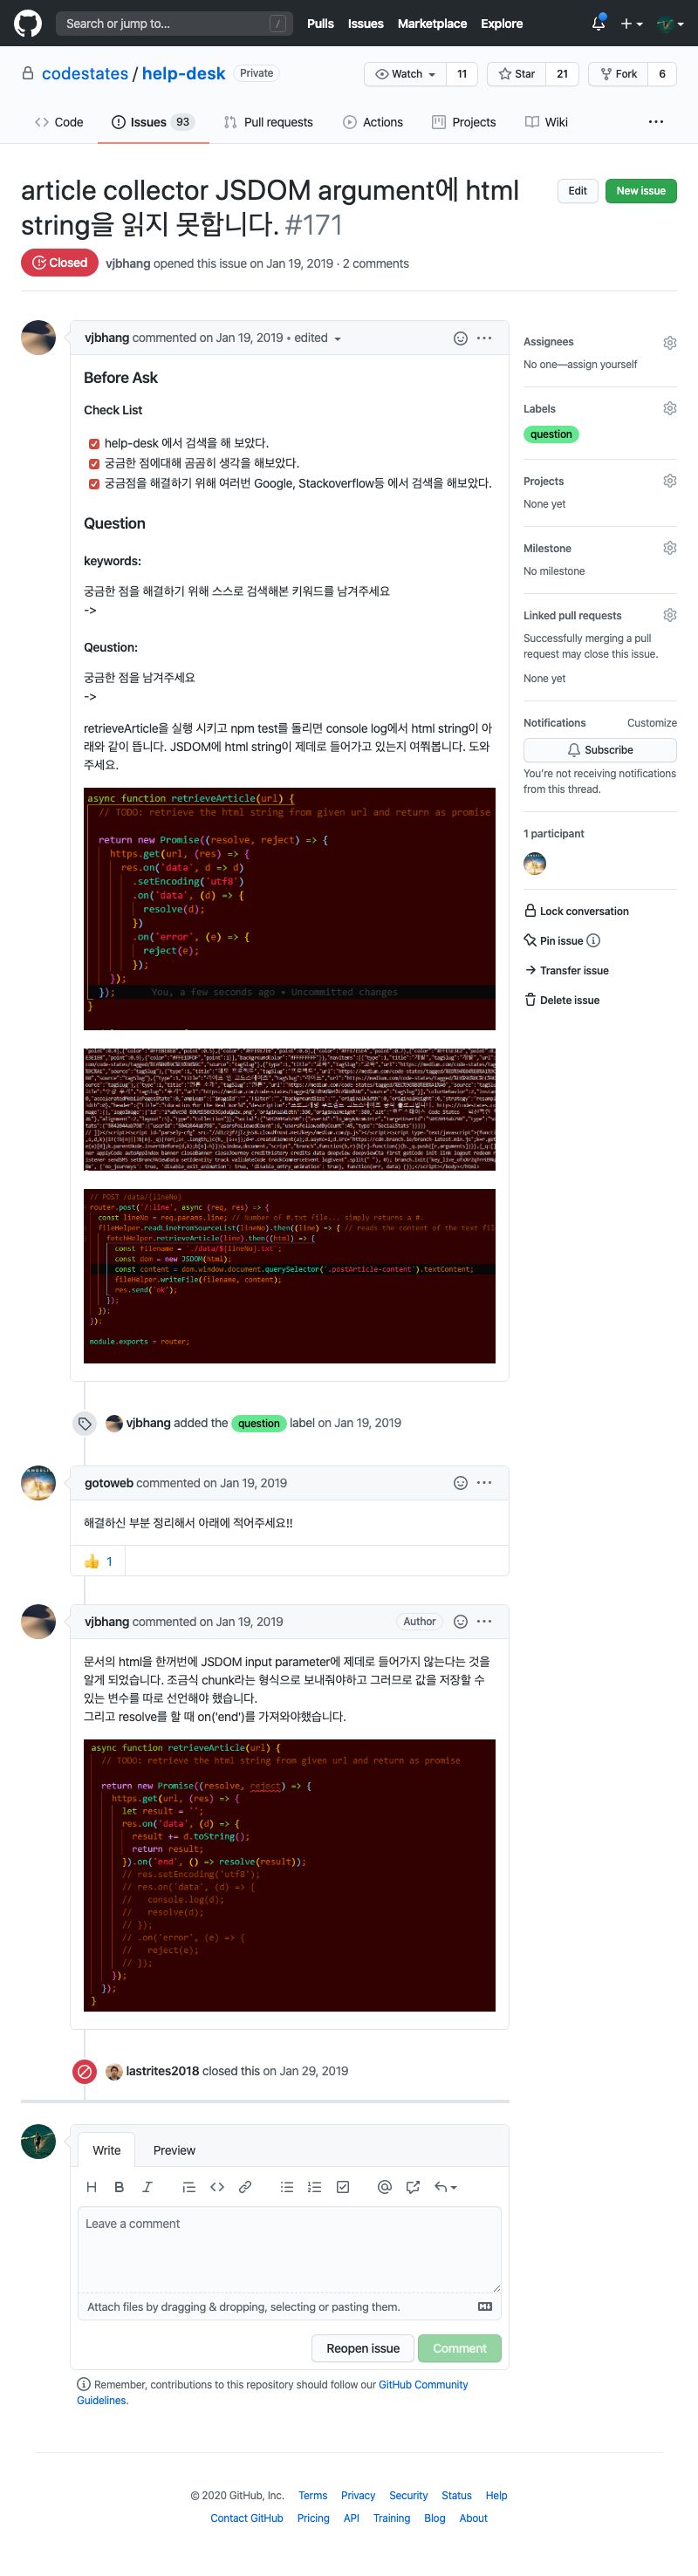 Search or jump to... /
Pulls Issues Marketplace Explore
codestates / help-desk Private
Watch 11 Star 21 Fork 6
Code Issues 93 Pull requests Actions Projects Wiki
article collector JSDOM argument에 html
string을 읽지 못합니다. #171
Edit New issue
Closed vjbhang opened this issue on Jan 19, 2019 · 2 comments
vjbhang commented on Jan 19, 2019 • edited
Before Ask
Check List
help-desk 에서 검색을 해 보았다.
궁금한 점에대해 곰곰히 생각을 해보았다.
궁금점을 해결하기 위해 여러번 Google, Stackoverflow등 에서 검색을 해보았다.
Question
keywords:
궁금한 점을 해결하기 위해 스스로 검색해본 키워드를 남겨주세요
->
Qeustion:
궁금한 점을 남겨주세요
->
retrieveArticle을 실행 시키고 npm test를 돌리면 console log에서 html string이 아
래와 같이 뜹니다. JSDOM에 html string이 제데로 들어가고 있는지 여쭤봅니다. 도와
주세요.
async function retrieveArticle(url) {
// TODO: retrieve the html string from given url and return as promise
return new Promise((resolve, reject) => {
https.get(url, (res) => {
res.on('data', d => d)
.setEncoding('utf8')
.on('data', (d) => {
resolve(d);
})
.on('error', (e) => {
reject(e);
});
});
}); You, a few seconds ago • Uncommitted changes
}
// POST /data/{lineNo}
router.post('/:line', async (req, res) => {
const lineNo = req.params.line; // Number of #.txt file... simply returns a #.
fileHelper.readLineFromSourceList(lineNo).then((line) => { // reads the content of the text fil
fetchHelper.retrieveArticle(line).then((html) => {
const filename = `./data/${lineNo}.txt`;
const dom = new JSDOM(html);
const content = dom.window.document.querySelector('.postArticle-content').textContent;
fileHelper.writeFile(filename, content);
res.send('ok');
});
});
});
module.exports = router;
vjbhang added the question label on Jan 19, 2019
gotoweb commented on Jan 19, 2019
해결하신 부분 정리해서 아래에 적어주세요!!
👍 1
vjbhang commented on Jan 19, 2019 Author
문서의 html을 한꺼번에 JSDOM input parameter에 제데로 들어가지 않는다는 것을
알게 되었습니다. 조금식 chunk라는 형식으로 보내줘야하고 그러므로 값을 저장할 수
있는 변수를 따로 선언해야 했습니다.
그리고 resolve를 할 때 on('end')를 가져와야했습니다.
async function retrieveArticle(url) {
// TODO: retrieve the html string from given url and return as promise
return new Promise((resolve, reject) => {
https.get(url, (res) => {
let result = '';
res.on('data', (d) => {
result += d.toString();
return result;
}).on('end', () => resolve(result));
// res.setEncoding('utf8');
// res.on('data', (d) => {
// console.log(d);
// resolve(d);
// });
// .on('error', (e) => {
// reject(e);
// });
});
});
}
lastrites2018 closed this on Jan 29, 2019
Write Preview
Leave a comment
Attach files by dragging & dropping, selecting or pasting them.
Reopen issue Comment
Remember, contributions to this repository should follow our GitHub Community
Guidelines.
Assignees
No one—assign yourself
Labels
question
Projects
None yet
Milestone
No milestone
Linked pull requests
Successfully merging a pull
request may close this issue.
None yet
Notifications Customize
Subscribe
You're not receiving notifications
from this thread.
1 participant
Lock conversation
Pin issue
Transfer issue
Delete issue
© 2020 GitHub, Inc. Terms Privacy Security Status Help
Contact GitHub Pricing API Training Blog About